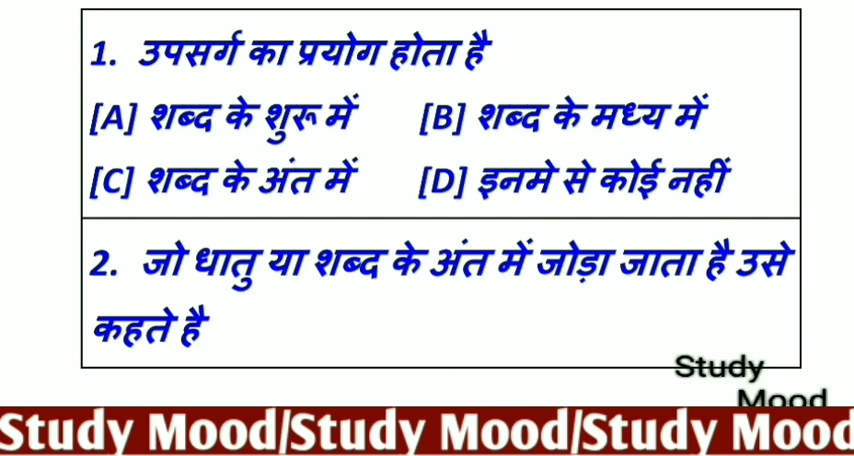 1. उपसर्ग का प्रयोग होता है
[A] शब्द के शुरू में [B] शब्द के मध्य में
[C] शब्द के अंत में [D] इनमे से कोई नहीं
2. जो धातु या शब्द के अंत में जोड़ा जाता है उसे
कहते है
Study
Mood
Study Mood/Study Mood/Study Mood